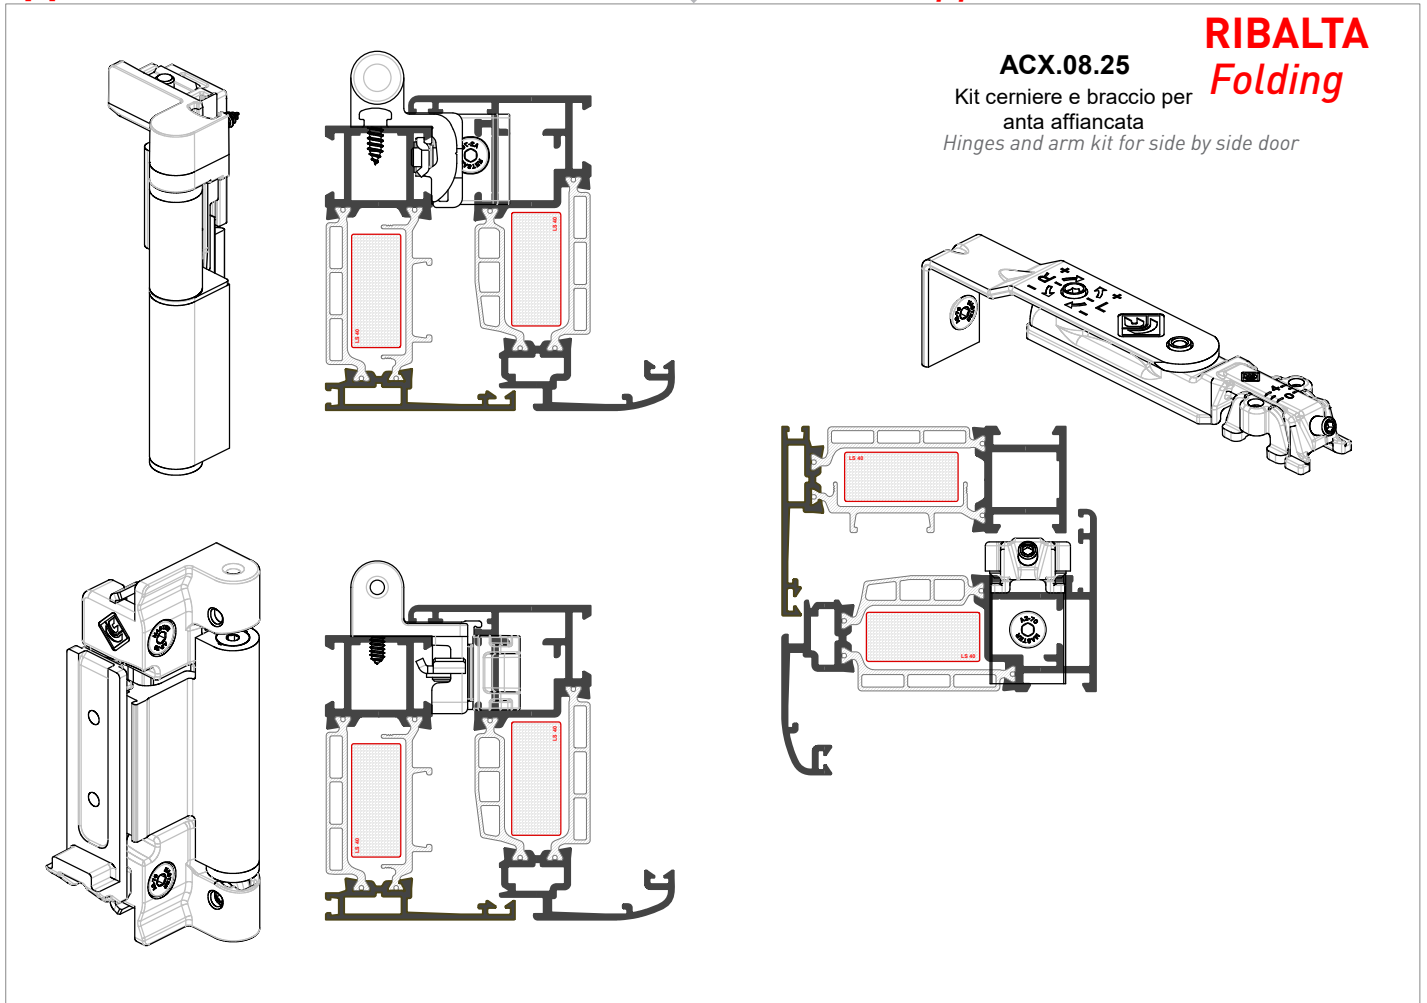 RIBALTA
Folding
ACX.08.25
Kit cerniere e braccio per
anta affiancata
Hinges and arm kit for side by side door
LS 40
LS 40
LS 40
LS 40
LS 40
LS 40